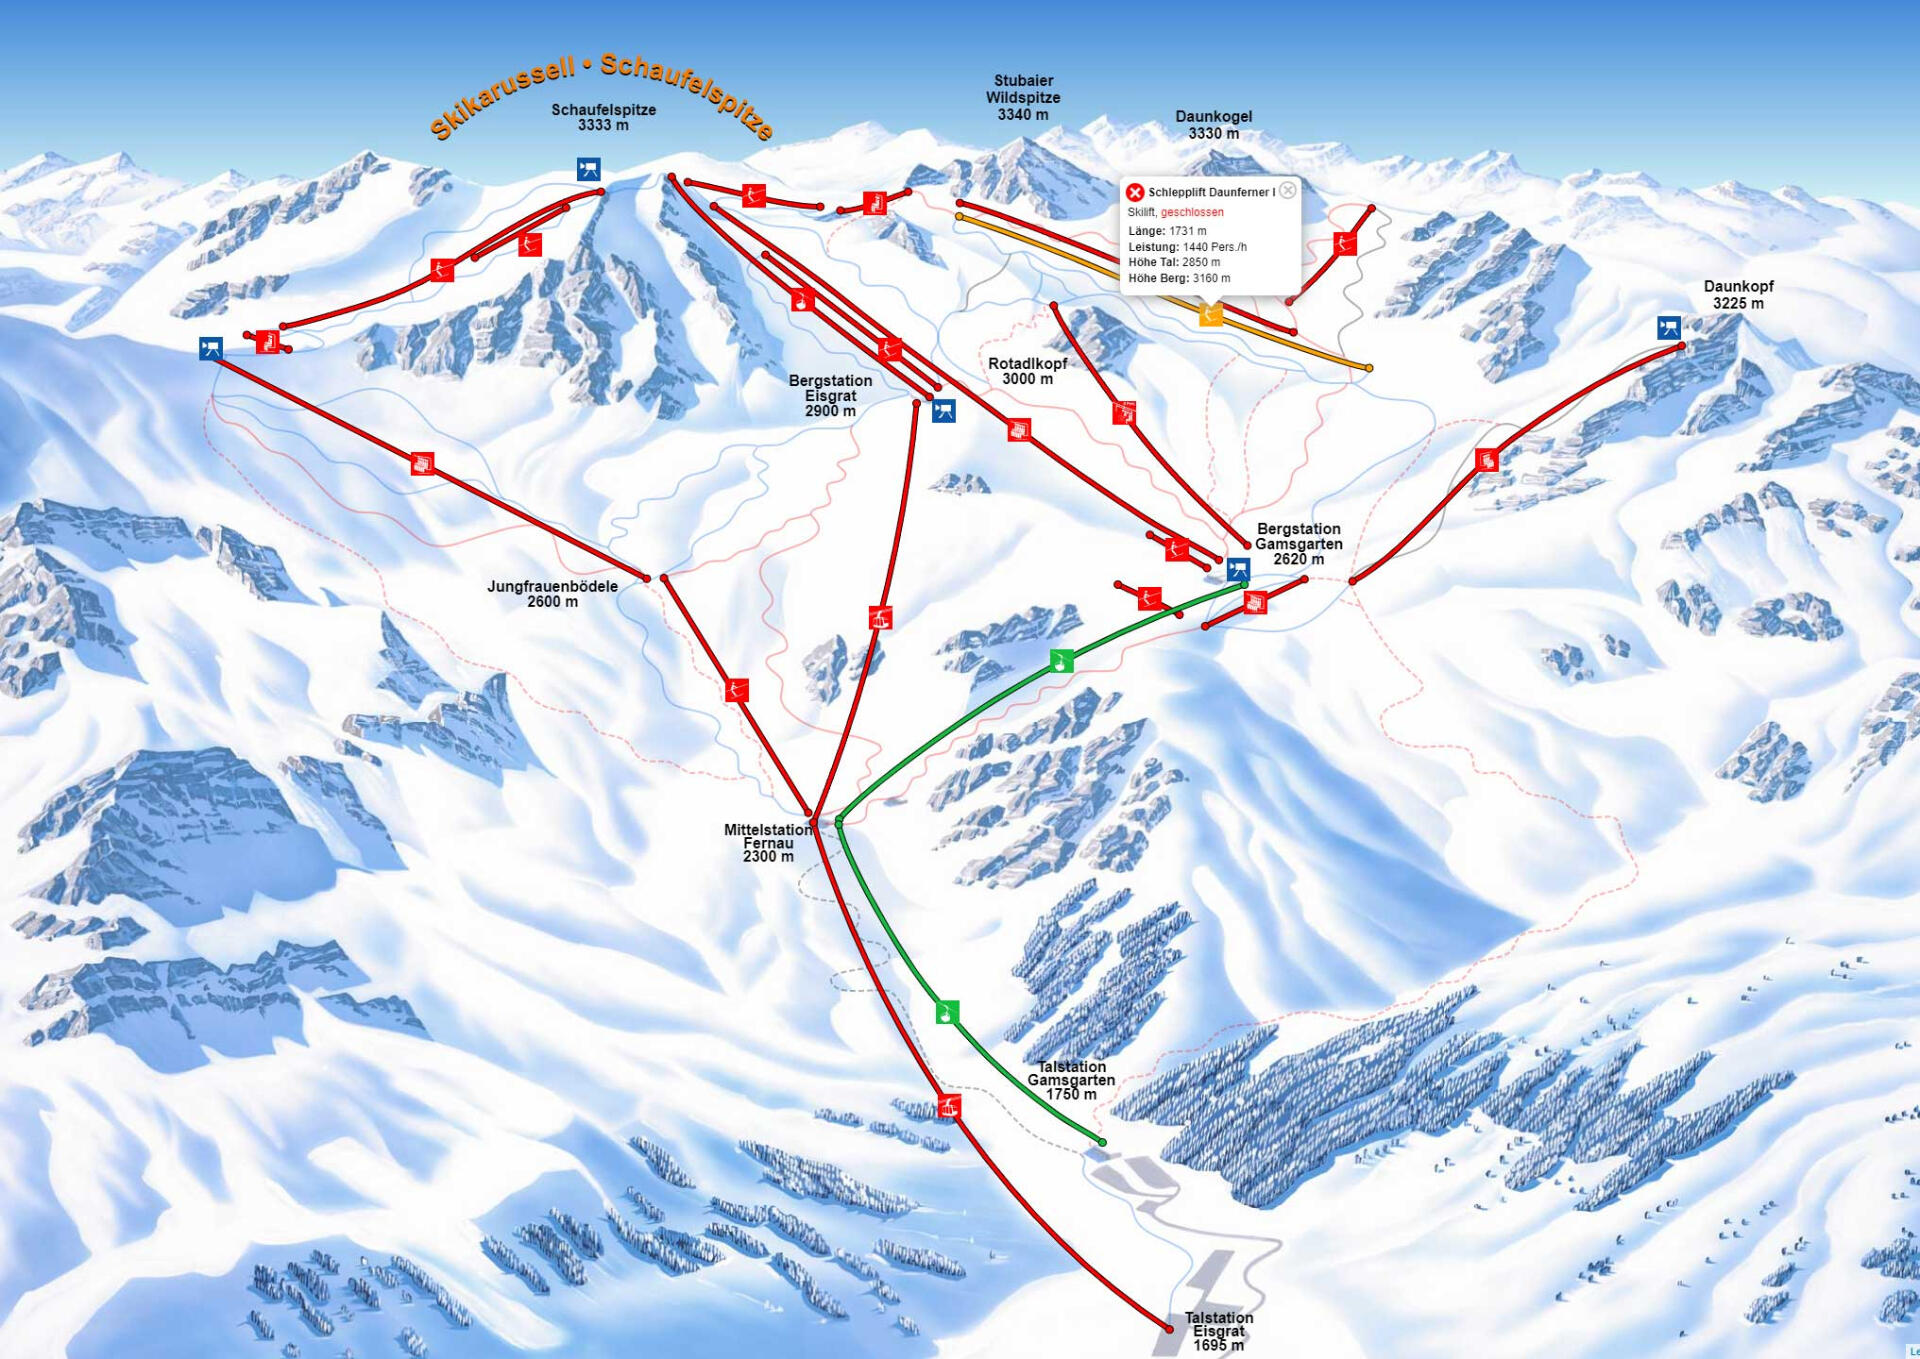 Skikarussell • Schaufelspitze
Schaufelspitze
3333 m
Stubaier
Wildspitze
3340 m
Daunkogel
3330 m
Schlepplift Daunferner I
Skilift, geschlossen
Länge: 1731 m
Leistung: 1440 Pers./h
Höhe Tal: 2850 m
Höhe Berg: 3160 m
Daunkopf
3225 m
Rotadlkopf
3000 m
Bergstation
Eisgrat
2900 m
Bergstation
Gamsgarten
2620 m
Jungfrauenbödele
2600 m
Mittelstation
Fernau
2300 m
Talstation
Gamsgarten
1750 m
Talstation
Eisgrat
1695 m
Le